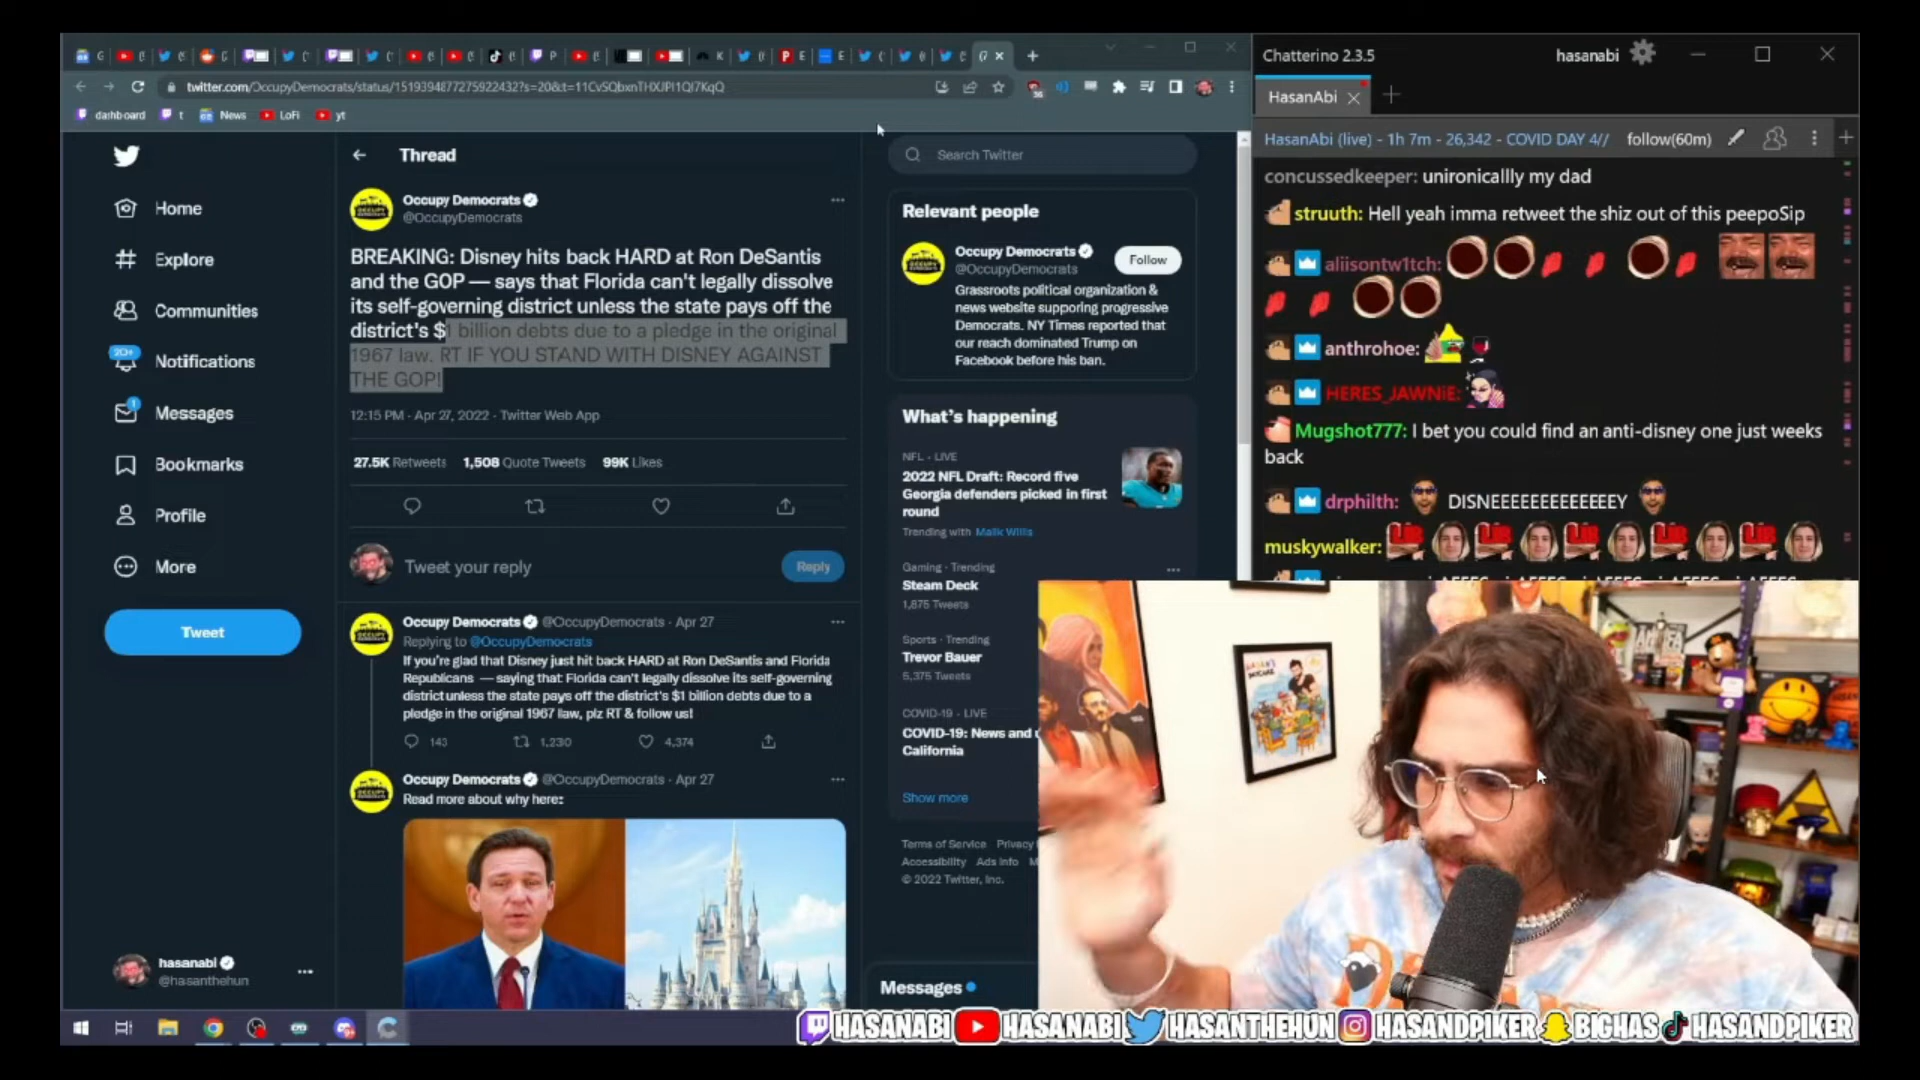 twitter.com/OccupyDemocrats/status/1519394877275922432?s=20&t=11CvSQbxnTHXJPI1QI7KqQ
dashboard
t
News
LoFi
yt
Home
Explore
Communities
20+
Notifications
1
Messages
Bookmarks
Profile
More
Tweet
hasanabi
@hasanthehun
Thread
Occupy Democrats
@OccupyDemocrats
BREAKING: Disney hits back HARD at Ron DeSantis
and the GOP — says that Florida can't legally dissolve
its self-governing district unless the state pays off the
district's $1 billion debts due to a pledge in the original
1967 law. RT IF YOU STAND WITH DISNEY AGAINST
THE GOP!
12:15 PM · Apr 27, 2022 · Twitter Web App
27.5K Retweets 1,508 Quote Tweets 99K Likes
Tweet your reply
Reply
Occupy Democrats @OccupyDemocrats · Apr 27
Replying to @OccupyDemocrats
If you're glad that Disney just hit back HARD at Ron DeSantis and Florida
Republicans — saying that Florida can't legally dissolve its self-governing
district unless the state pays off the district's $1 billion debts due to a
pledge in the original 1967 law, plz RT & follow us!
143 1,230 4,374
Occupy Democrats @OccupyDemocrats · Apr 27
Read more about why here:
Search Twitter
Relevant people
Occupy Democrats
@OccupyDemocrats
Follow
Grassroots political organization &
news website supporing progressive
Democrats. NY Times reported that
our reach dominated Trump on
Facebook before his ban.
What's happening
NFL · LIVE
2022 NFL Draft: Record five
Georgia defenders picked in first
round
Trending with Malik Willis
Gaming · Trending
Steam Deck
1,875 Tweets
Sports · Trending
Trevor Bauer
5,375 Tweets
COVID-19 · LIVE
COVID-19: News and
California
Show more
Terms of Service Privacy
Accessibility Ads info
© 2022 Twitter, Inc.
Messages
Chatterino 2.3.5
hasanabi
HasanAbi
HasanAbi (live) - 1h 7m - 26,342 - COVID DAY 4// follow(60m)
concussedkeeper: unironicallly my dad
struuth: Hell yeah imma retweet the shiz out of this peepoSip
aliisontw1tch:
anthrohoe:
HERES_JAWNiE:
Mugshot777: I bet you could find an anti-disney one just weeks
back
drphilth: DISNEEEEEEEEEEEEEY
muskywalker:
HASANABI HASANABI HASANTHEHUN HASANDPIKER BIGHAS HASANDPIKER